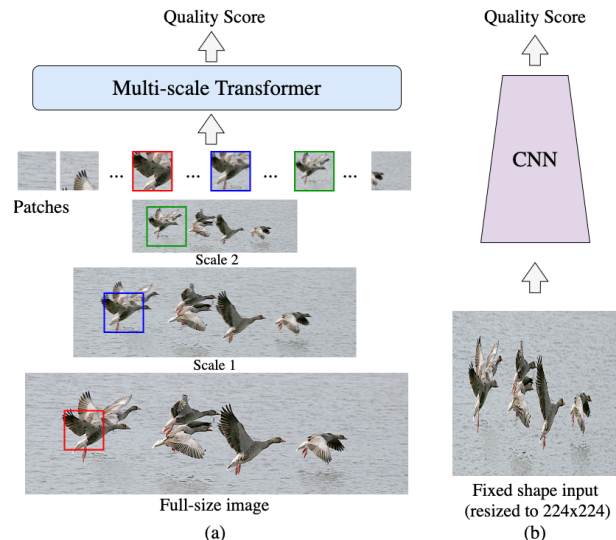 Quality Score
Multi-scale Transformer
... ... ... ...
Patches
Scale 2
Scale 1
Full-size image
(a)
Quality Score
CNN
Fixed shape input
(resized to 224x224)
(b)